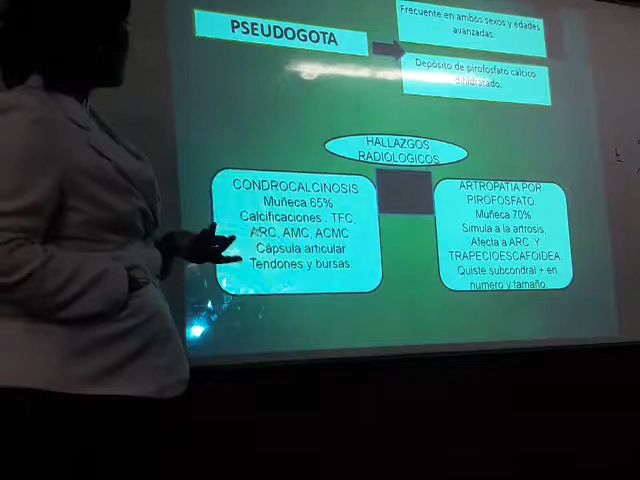 PSEUDOGOTA
Frecuente en ambos sexos y edades
avanzadas.
Depósito de pirofosfato cálcico
dihidratado.
HALLAZGOS
RADIOLOGICOS
CONDROCALCINOSIS
Muñeca 65%
Calcificaciones : TFC,
ARC, AMC, ACMC
Cápsula articular
Tendones y bursas.
ARTROPATIA POR
PIROFOSFATO.
Muñeca 70%
Simula a la artrosis.
Afecta a ARC Y
TRAPECIOESCAFOIDEA.
Quiste subcondral + en
numero y tamaño.